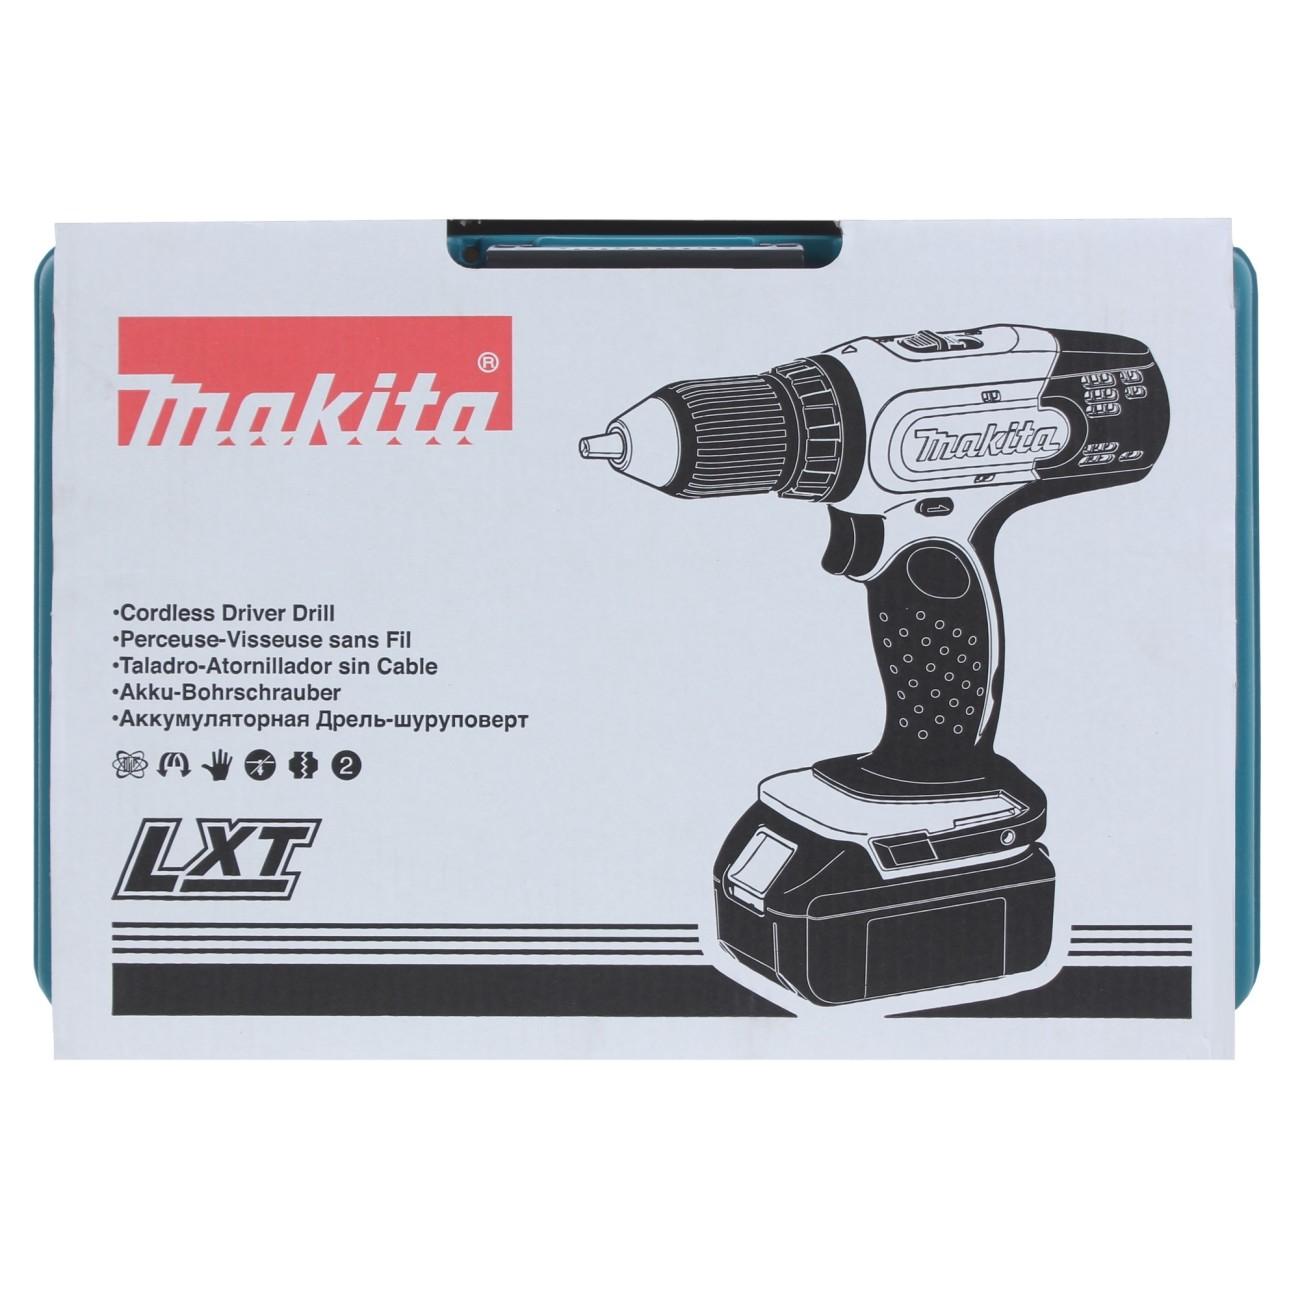 Makita®
Makita
•Cordless Driver Drill
•Perceuse-Visseuse sans Fil
•Taladro-Atornillador sin Cable
•Akku-Bohrschrauber
•Аккумуляторная Дрель-шуруповерт
2
LXT